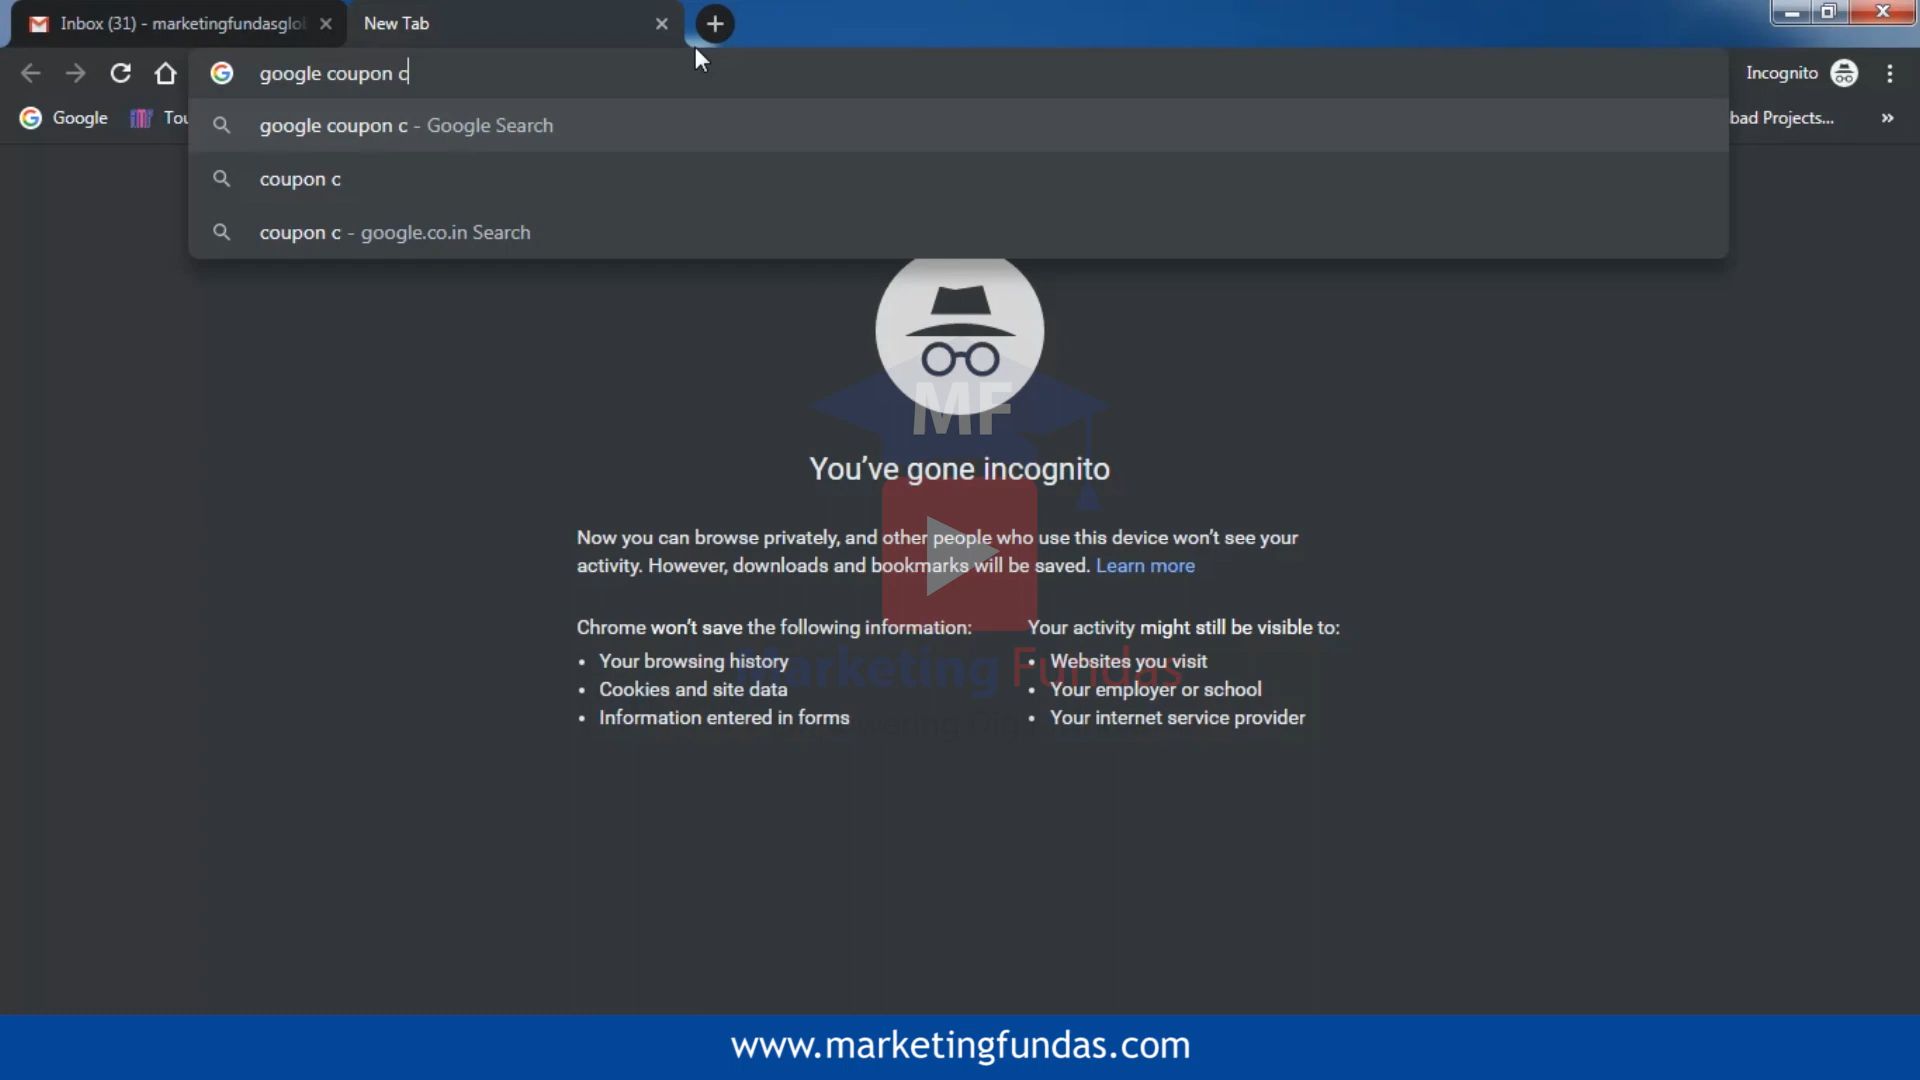 Inbox (31) - marketingfundasglo
New Tab
google coupon c
Incognito
google coupon c - Google Search
coupon c
coupon c - google.co.in Search
Google
Tou
bad Projects...
MF
You've gone incognito
Now you can browse privately, and other people who use this device won't see your
activity. However, downloads and bookmarks will be saved. Learn more
Chrome won't save the following information:
• Your browsing history
• Cookies and site data
• Information entered in forms
Your activity might still be visible to:
• Websites you visit
• Your employer or school
• Your internet service provider
Marketing Fundas
www.marketingfundas.com